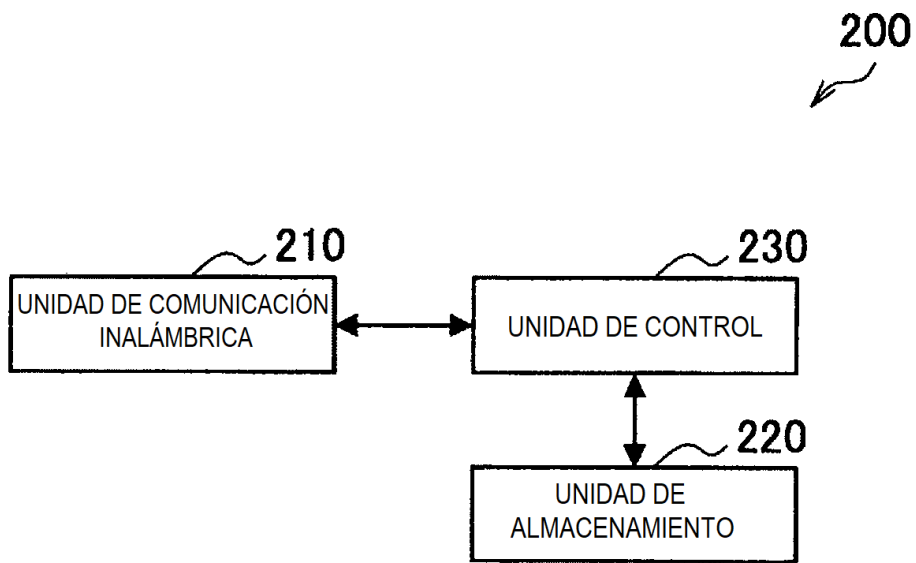 200
210
UNIDAD DE COMUNICACIÓN
INALÁMBRICA
230
UNIDAD DE CONTROL
220
UNIDAD DE
ALMACENAMIENTO